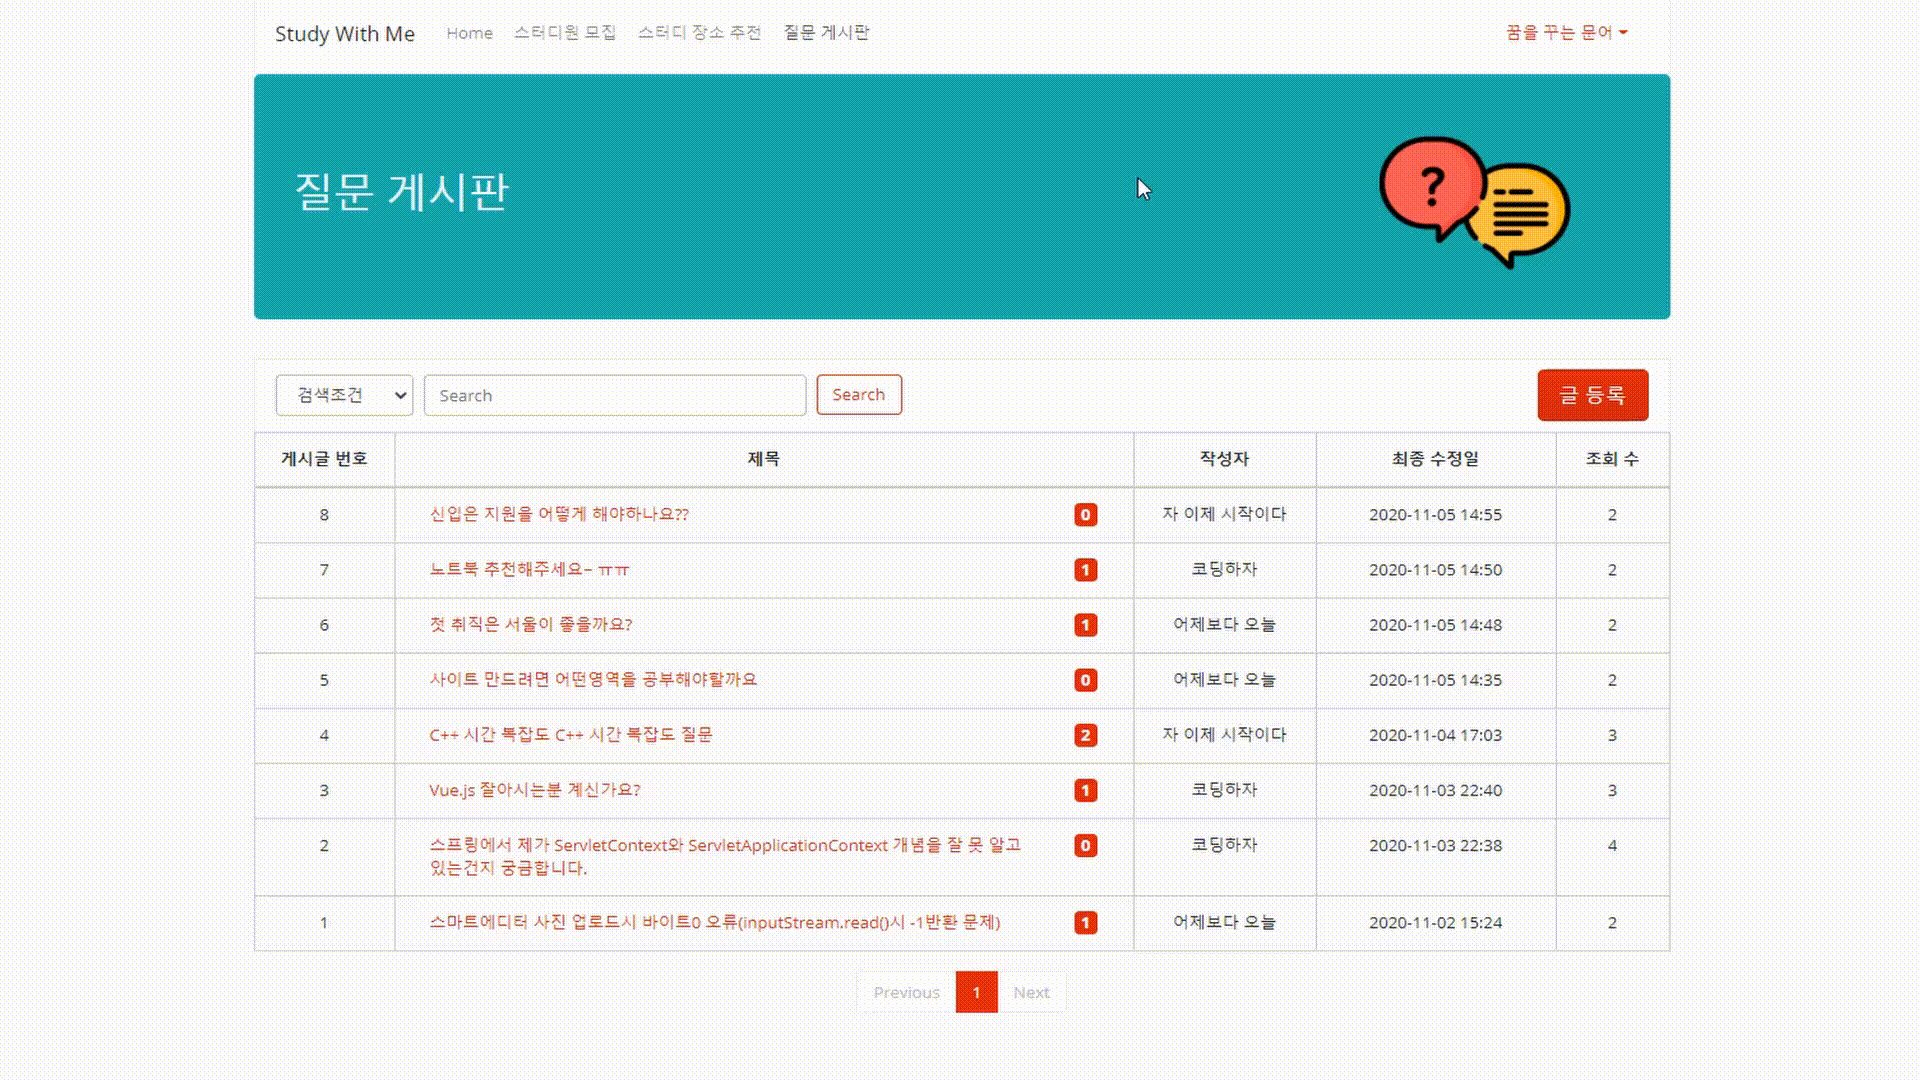 Study With Me Home 스터디원 모집 스터디 장소 추천 질문 게시판 꿈을 꾸는 문어
질문 게시판
?
검색조건 Search Search 글 등록
게시글 번호 제목 작성자 최종 수정일 조회 수
8 신입은 지원을 어떻게 해야하나요?? 0 자 이제 시작이다 2020-11-05 14:55 2
7 노트북 추천해주세요~ ㅠㅠ 1 코딩하자 2020-11-05 14:50 2
6 첫 취직은 서울이 좋을까요? 1 어제보다 오늘 2020-11-05 14:48 2
5 사이트 만드려면 어떤영역을 공부해야할까요 0 어제보다 오늘 2020-11-05 14:35 2
4 C++ 시간 복잡도 C++ 시간 복잡도 질문 2 자 이제 시작이다 2020-11-04 17:03 3
3 Vue.js 잘아시는분 계신가요? 1 코딩하자 2020-11-03 22:40 3
2 스프링에서 제가 ServletContext와 ServletApplicationContext 개념을 잘 못 알고 0 코딩하자 2020-11-03 22:38 4
있는건지 궁금합니다.
1 스마트에디터 사진 업로드시 바이트0 오류(inputStream.read()시 -1반환 문제) 1 어제보다 오늘 2020-11-02 15:24 2
Previous 1 Next